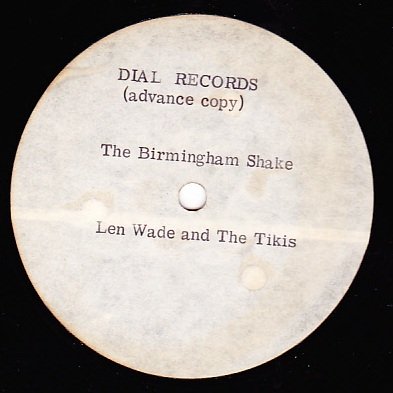 DIAL RECORDS
(advance copy)
The Birmingham Shake
Len Wade and The Tikis